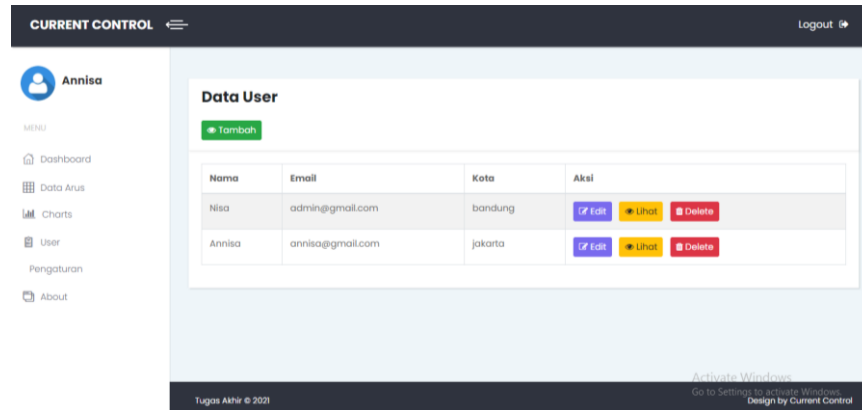 CURRENT CONTROL
Logout
Annisa
MENU
Dashboard
Data Arus
Charts
User
Pengaturan
About
Data User
Tambah
Nama Email Kota Aksi
Nisa admin@gmail.com bandung Edit Lihat Delete
Annisa annisa@gmail.com jakarta Edit Lihat Delete
Activate Windows
Go to Settings to activate Windows.
Tugas Akhir © 2021
Design by Current Control